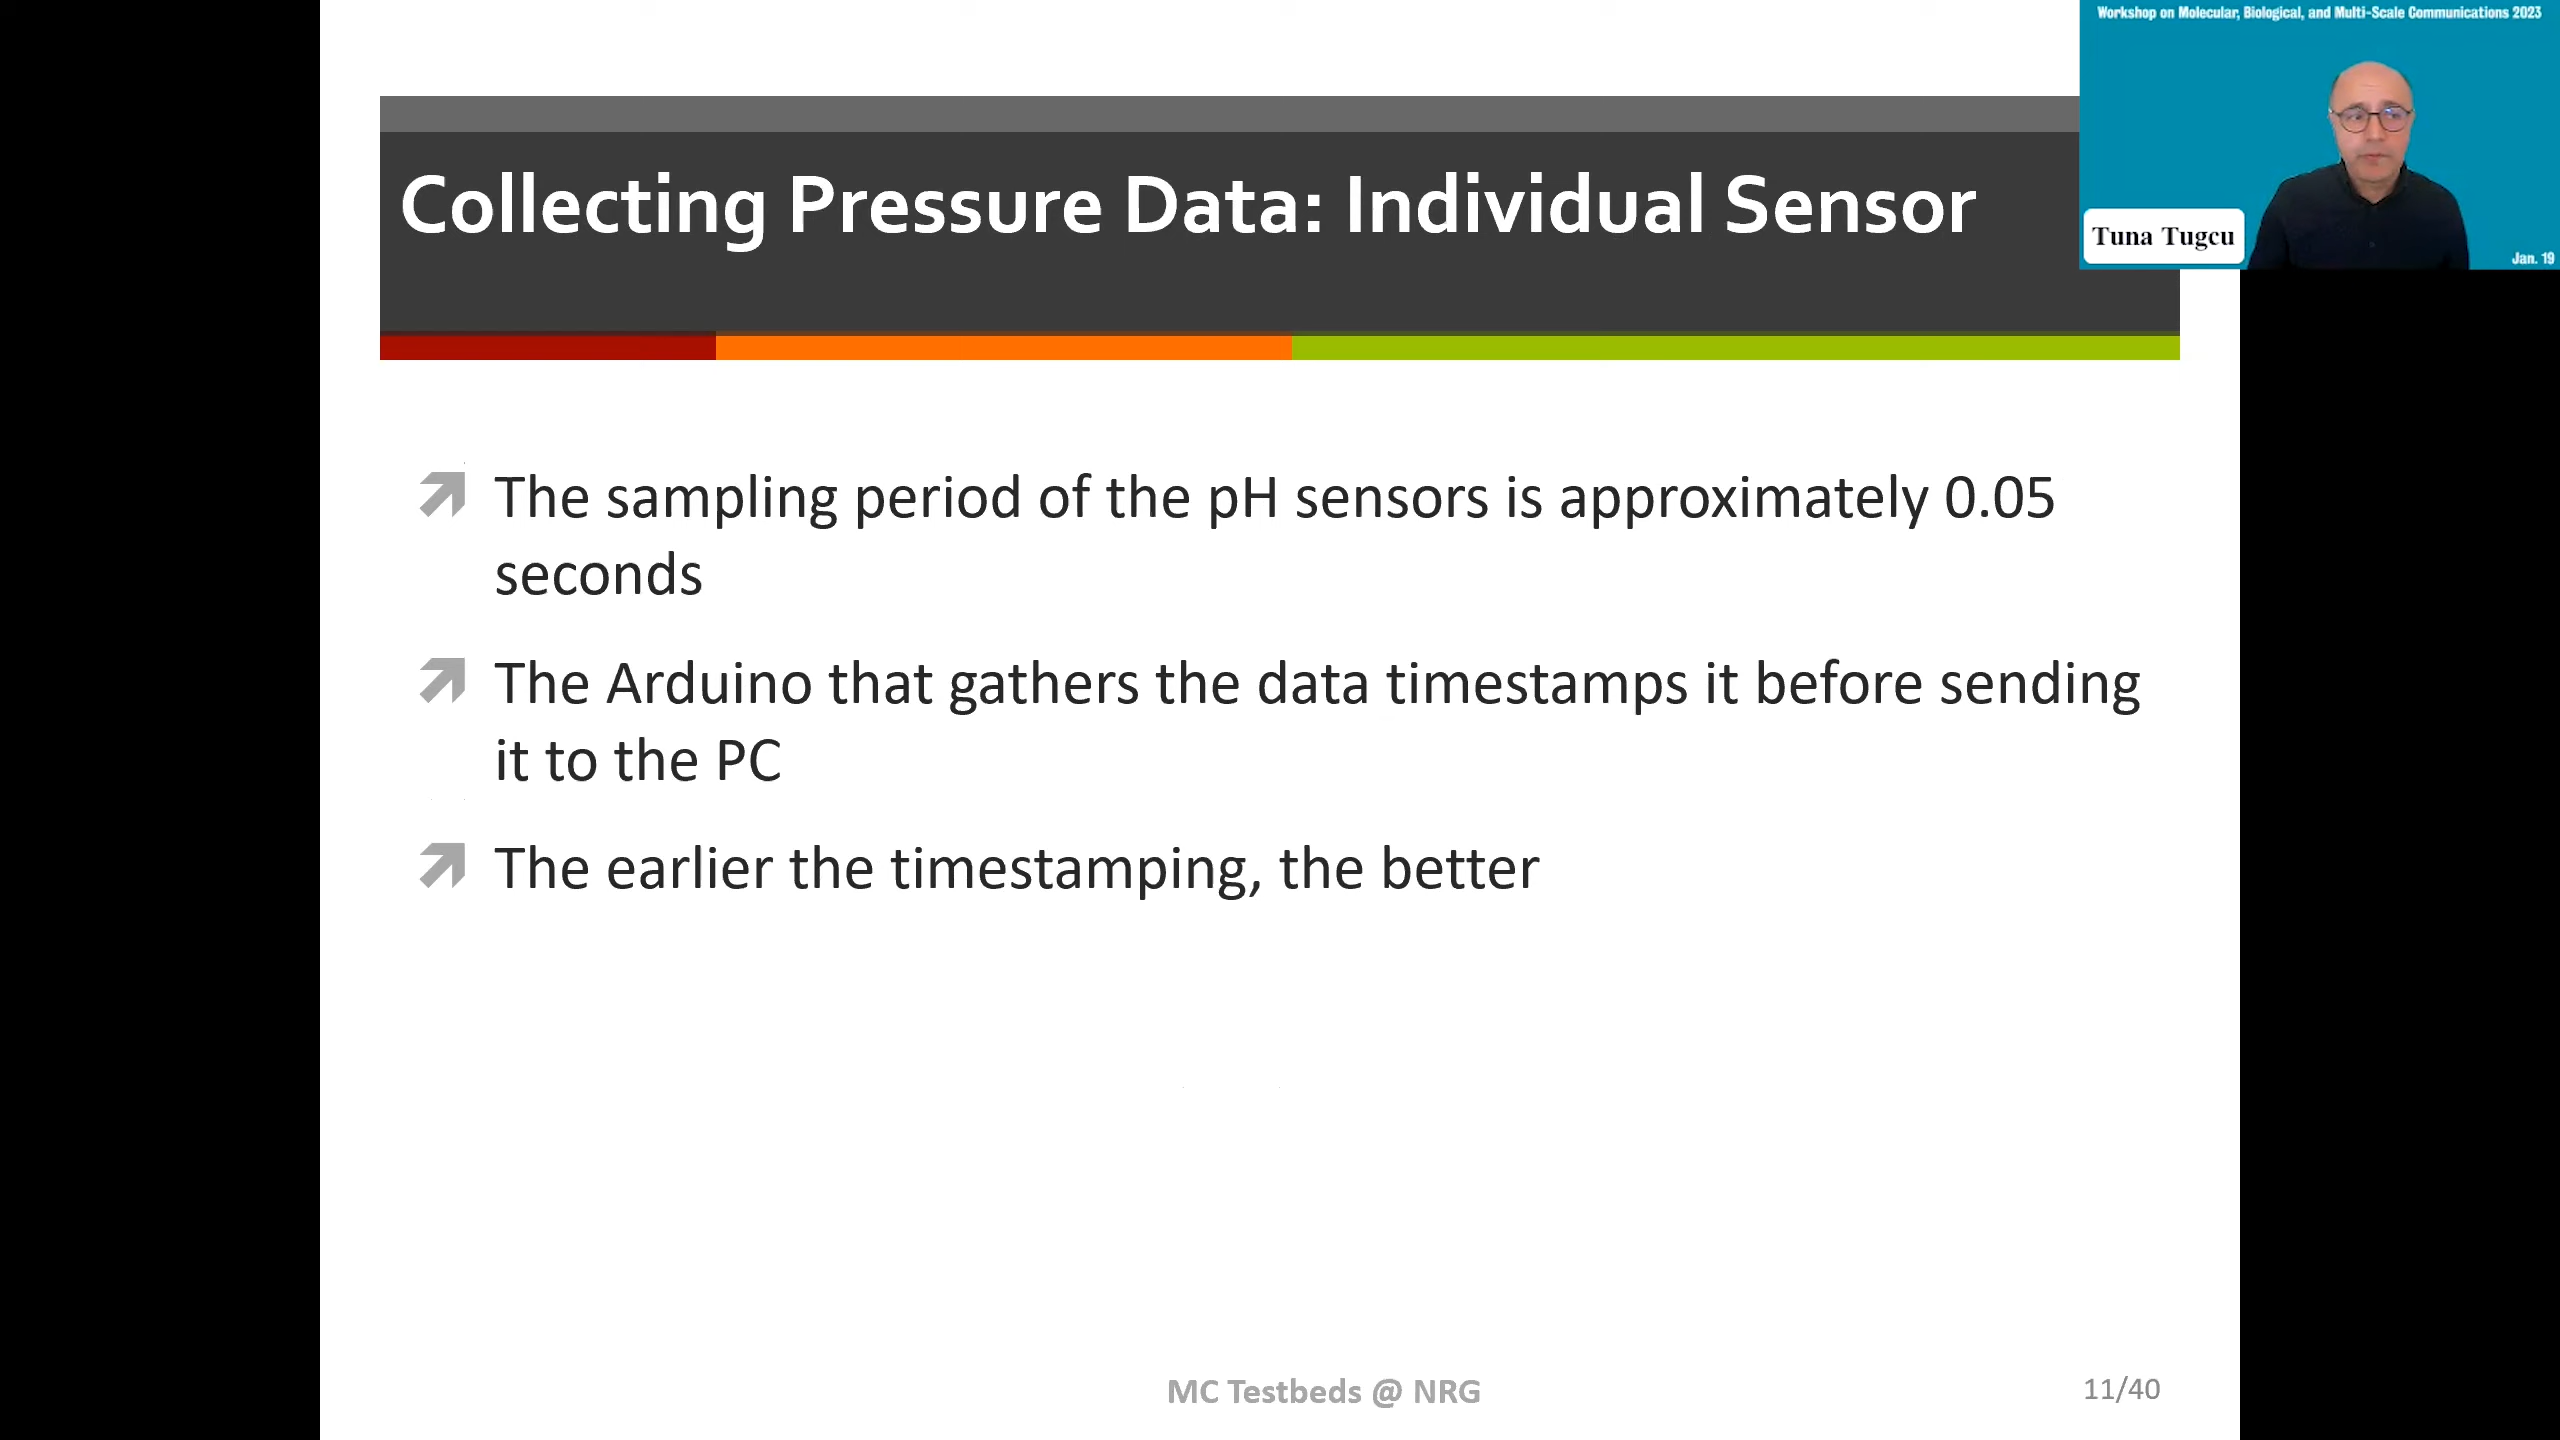 Workshop on Molecular, Biological, and Multi-Scale Communications 2023
Collecting Pressure Data: Individual Sensor
Tuna Tugcu
Jan. 19
The sampling period of the pH sensors is approximately 0.05
seconds
The Arduino that gathers the data timestamps it before sending
it to the PC
The earlier the timestamping, the better
MC Testbeds @ NRG
11/40